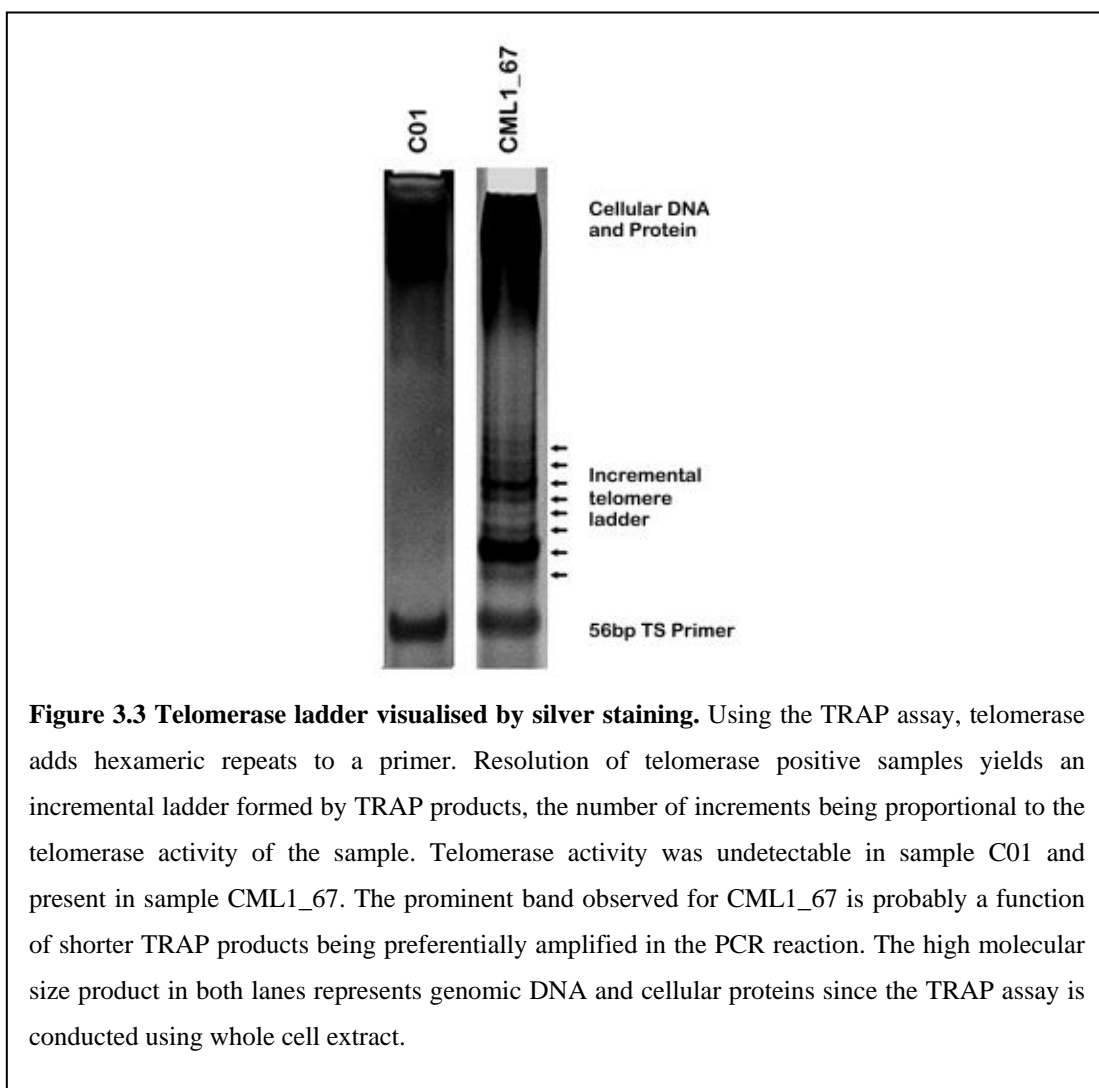 C01
CML1_67
Cellular DNA
and Protein
Incremental
telomere
ladder
56bp TS Primer
Figure 3.3 Telomerase ladder visualised by silver staining. Using the TRAP assay, telomerase
adds hexameric repeats to a primer. Resolution of telomerase positive samples yields an
incremental ladder formed by TRAP products, the number of increments being proportional to the
telomerase activity of the sample. Telomerase activity was undetectable in sample C01 and
present in sample CML1_67. The prominent band observed for CML1_67 is probably a function
of shorter TRAP products being preferentially amplified in the PCR reaction. The high molecular
size product in both lanes represents genomic DNA and cellular proteins since the TRAP assay is
conducted using whole cell extract.